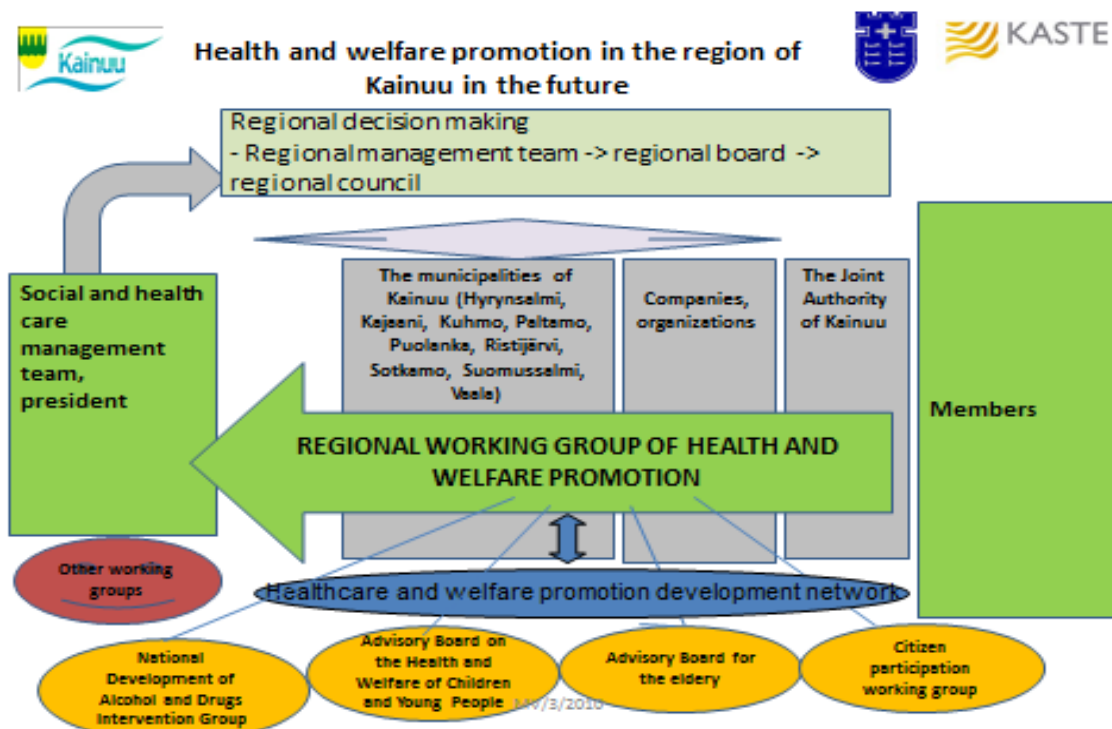 Kainuu
Health and welfare promotion in the region of
Kainuu in the future
KASTE
Regional decision making
- Regional management team -> regional board ->
regional council
Social and health
care
management
team,
president
The municipalities of
Kainuu (Hyrynsalmi,
Kajaani, Kuhmo, Paltamo,
Puolanka, Ristijärvi,
Sotkamo, Suomussalmi,
Vaala)
Companies,
organizations
The Joint
Authority
of Kainuu
Members
REGIONAL WORKING GROUP OF HEALTH AND
WELFARE PROMOTION
Other working
groups
Healthcare and welfare promotion development network
National
Development of
Alcohol and Drugs
Intervention Group
Advisory Board on
the Health and
Welfare of Children
and Young People
Advisory Board for
the eldery
Citizen
participation
working group
MV/3/2010